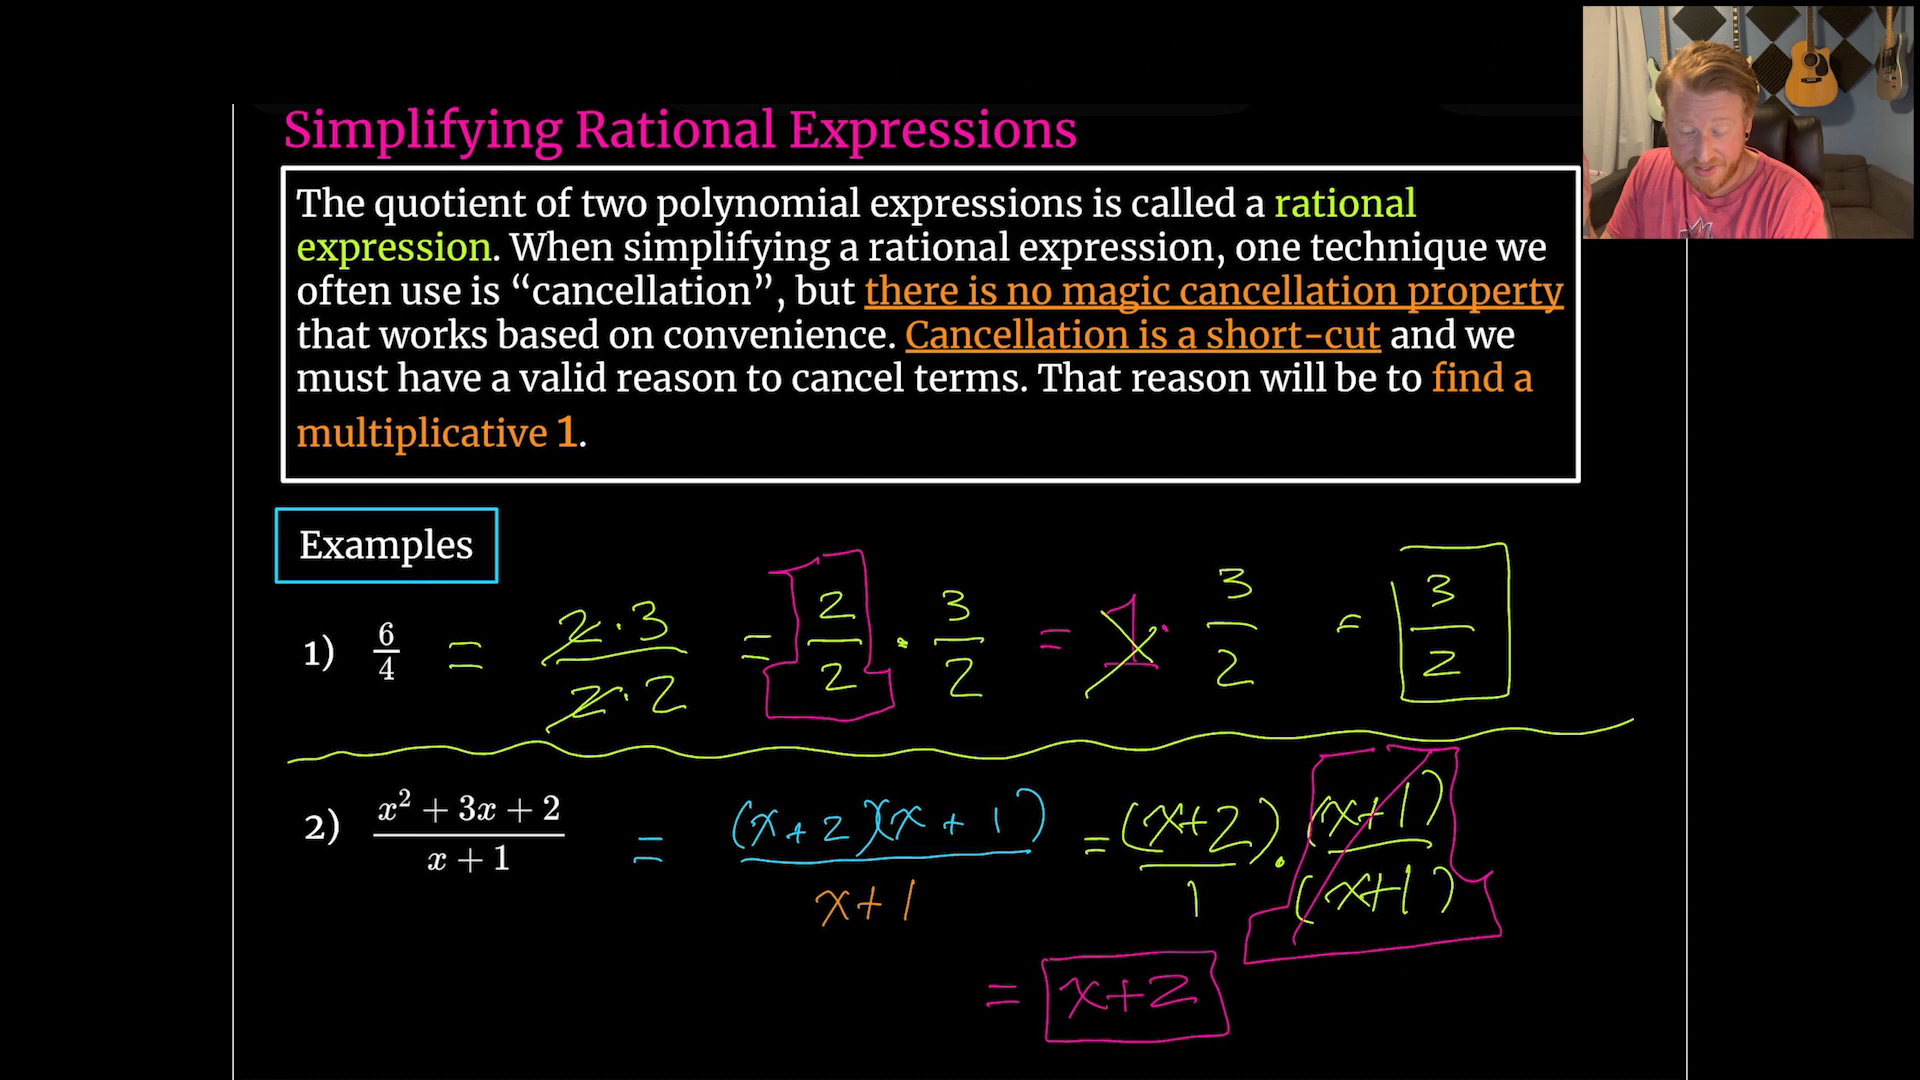 Simplifying Rational Expressions
The quotient of two polynomial expressions is called a rational
expression. When simplifying a rational expression, one technique we
often use is “cancellation”, but there is no magic cancellation property
that works based on convenience. Cancellation is a short-cut and we
must have a valid reason to cancel terms. That reason will be to find a
multiplicative 1.
Examples
1) 6/4 = 2·3/2·2 = 2/2 · 3/2 = 1 · 3/2 = 3/2
2) x² + 3x + 2/x + 1 = (x+2)(x+1)/x+1 = (x+2)/1 · (x+1)/(x+1)
= x+2